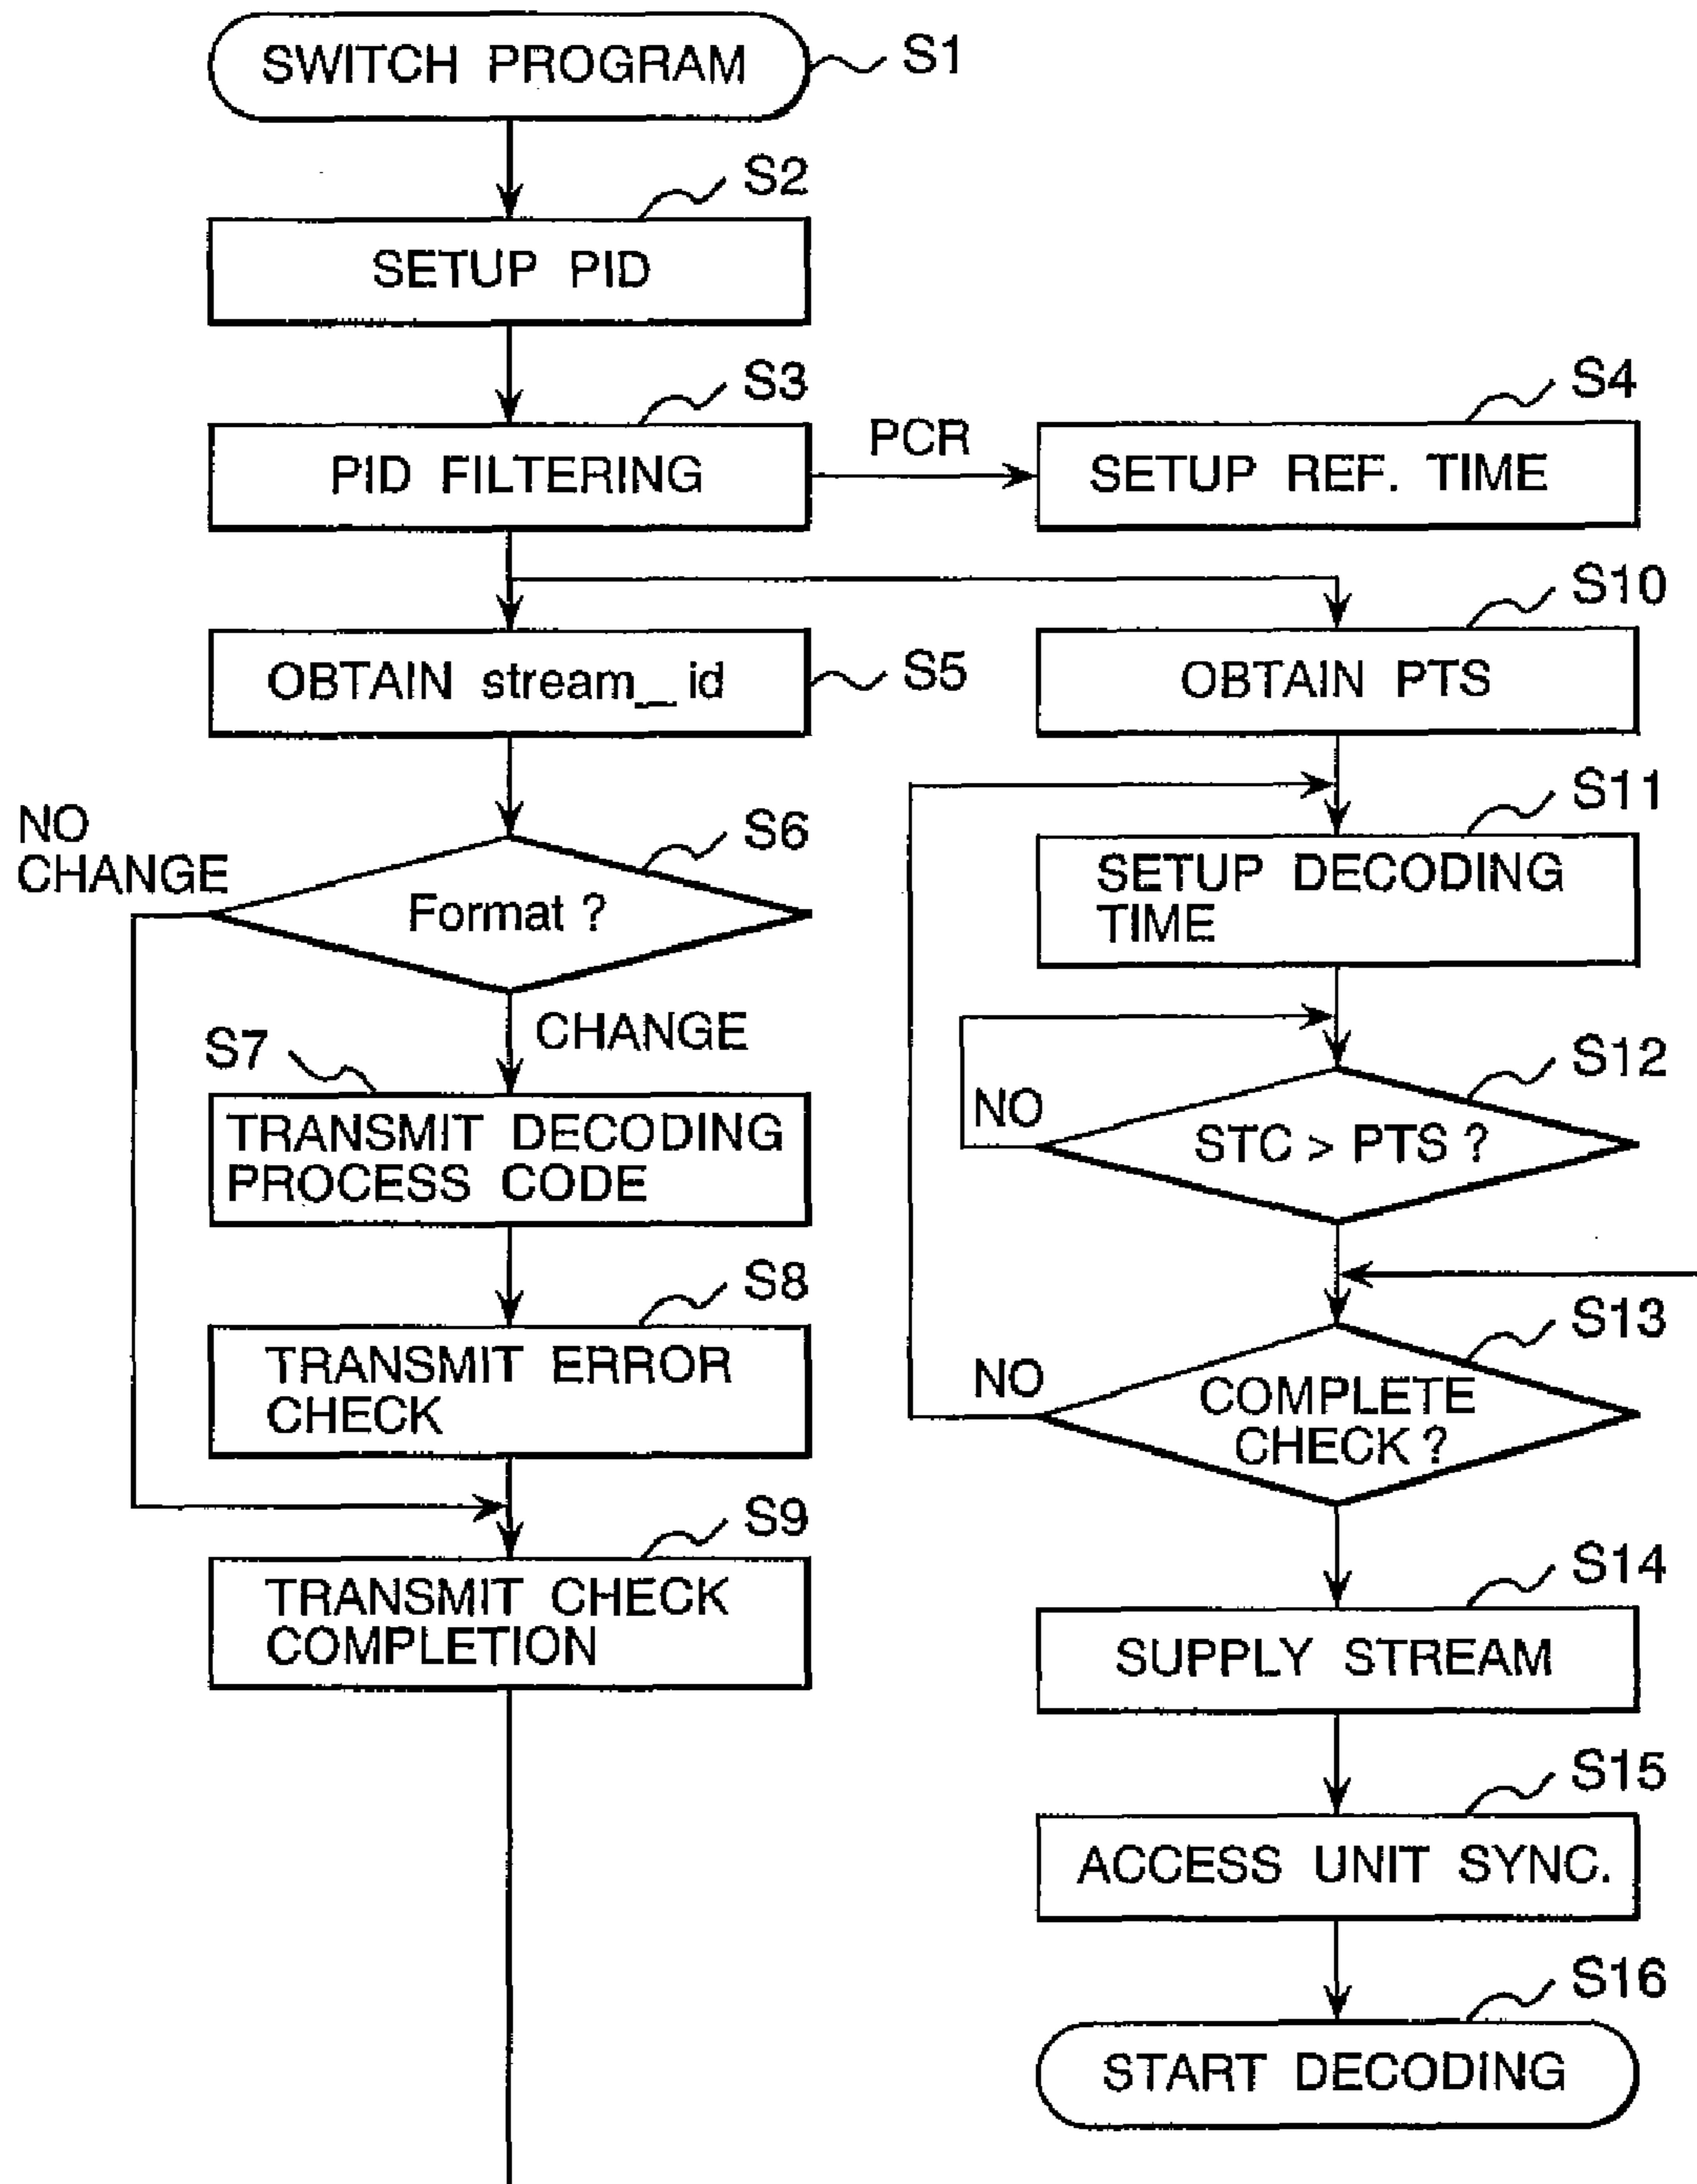 SWITCH PROGRAM
S1
S2
SETUP PID
S3
PID FILTERING
PCR
S4
SETUP REF. TIME
OBTAIN stream_id
S5
NO
CHANGE
S6
Format ?
CHANGE
S7
TRANSMIT DECODING
PROCESS CODE
S8
TRANSMIT ERROR
CHECK
S9
TRANSMIT CHECK
COMPLETION
S10
OBTAIN PTS
S11
SETUP DECODING
TIME
S12
NO
STC > PTS ?
S13
NO
COMPLETE
CHECK ?
S14
SUPPLY STREAM
S15
ACCESS UNIT SYNC.
S16
START DECODING